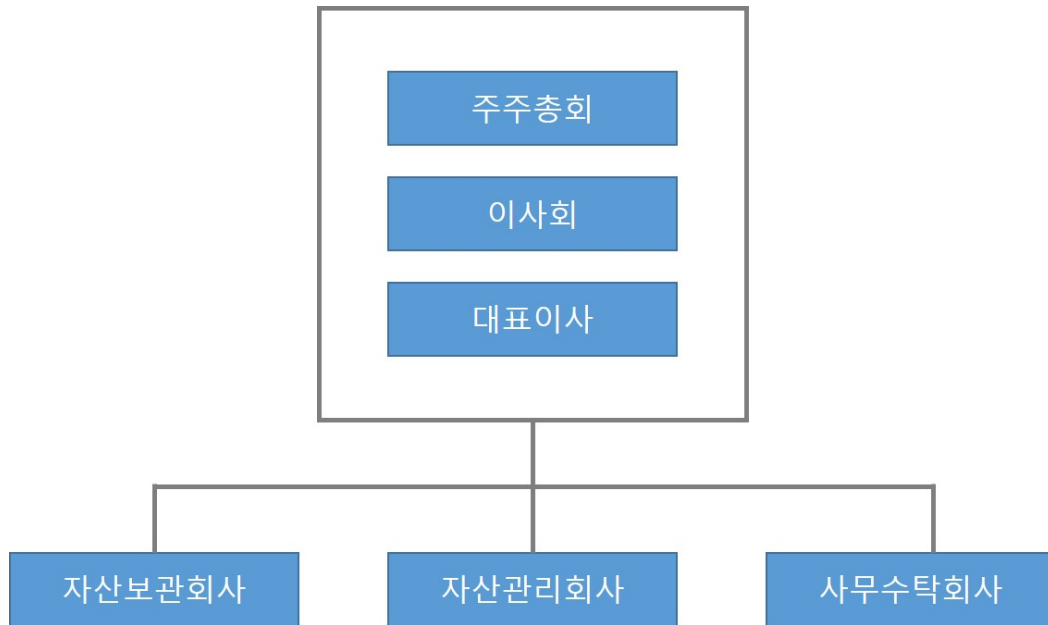 주주총회
이사회
대표이사
자산보관회사
자산관리회사
사무수탁회사